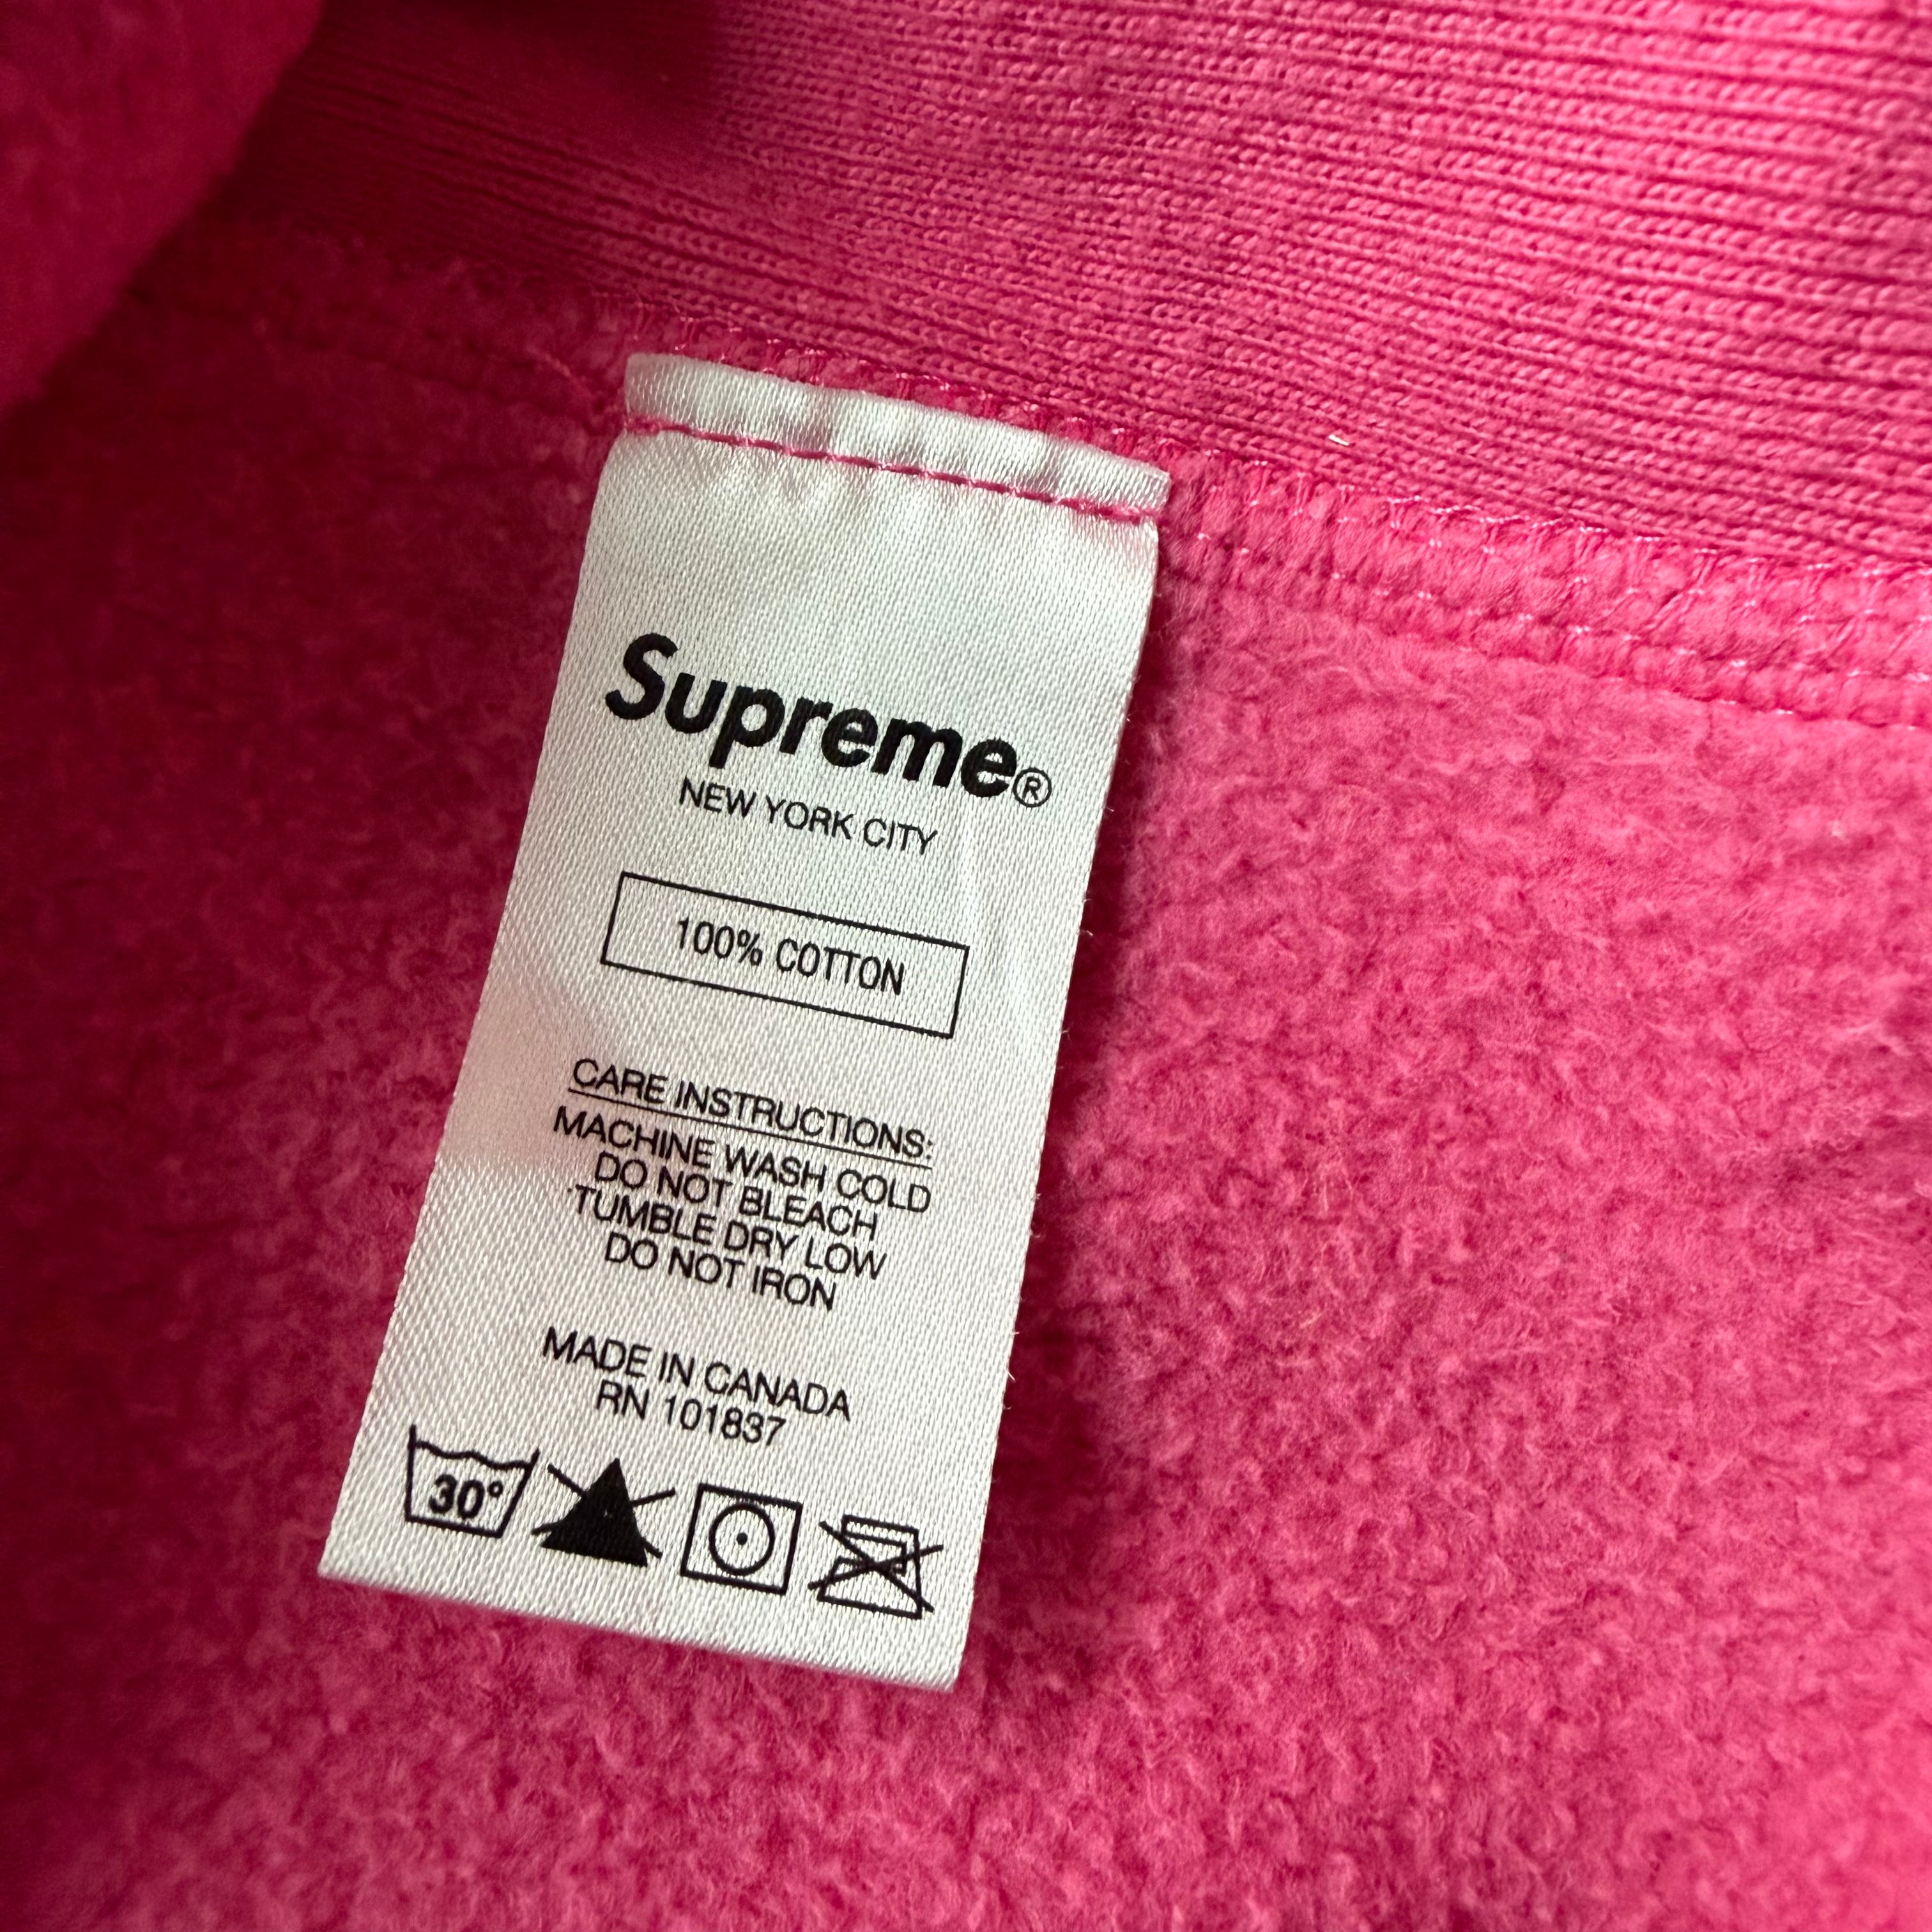 Supreme®
NEW YORK CITY
100% COTTON
CARE INSTRUCTIONS:
MACHINE WASH COLD
DO NOT BLEACH
TUMBLE DRY LOW
DO NOT IRON
MADE IN CANADA
RN 101837
30°